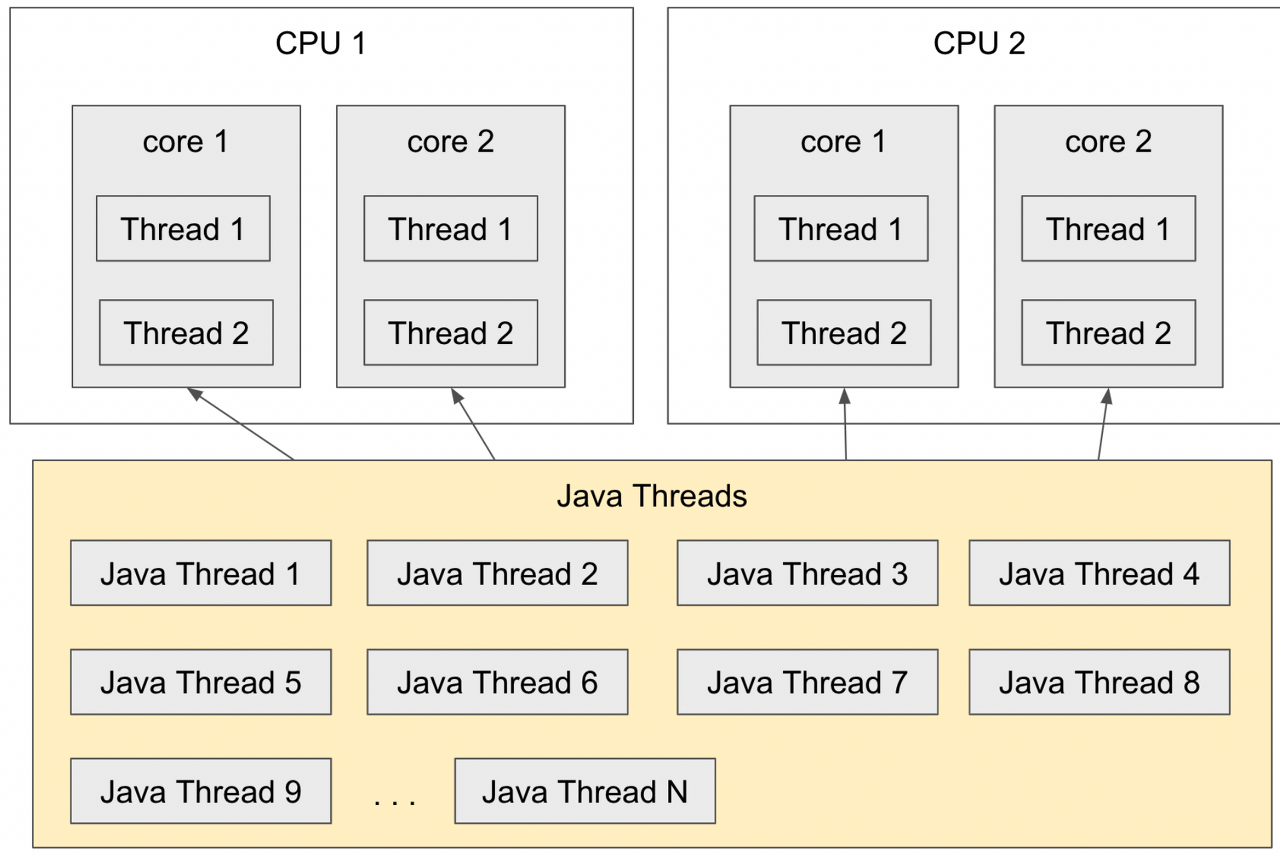 CPU 1
core 1
Thread 1
Thread 2
core 2
Thread 1
Thread 2
CPU 2
core 1
Thread 1
Thread 2
core 2
Thread 1
Thread 2
Java Threads
Java Thread 1
Java Thread 2
Java Thread 3
Java Thread 4
Java Thread 5
Java Thread 6
Java Thread 7
Java Thread 8
Java Thread 9
. . .
Java Thread N